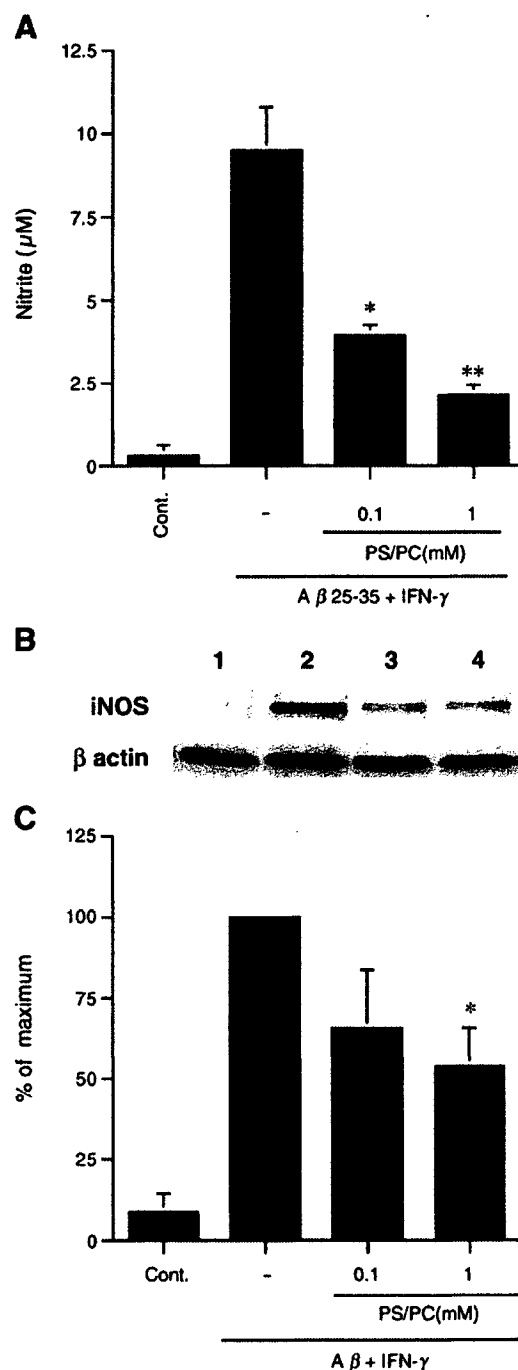 A
12.5
10
7.5
5
2.5
0
Nitrite (μM)
*
**
Cont.
-
0.1
1
PS/PC(mM)
A β 25-35 + IFN-γ
B
1 2 3 4
iNOS
β actin
C
125
100
75
50
25
0
% of maximum
*
Cont.
-
0.1
1
PS/PC(mM)
A β + IFN-γ